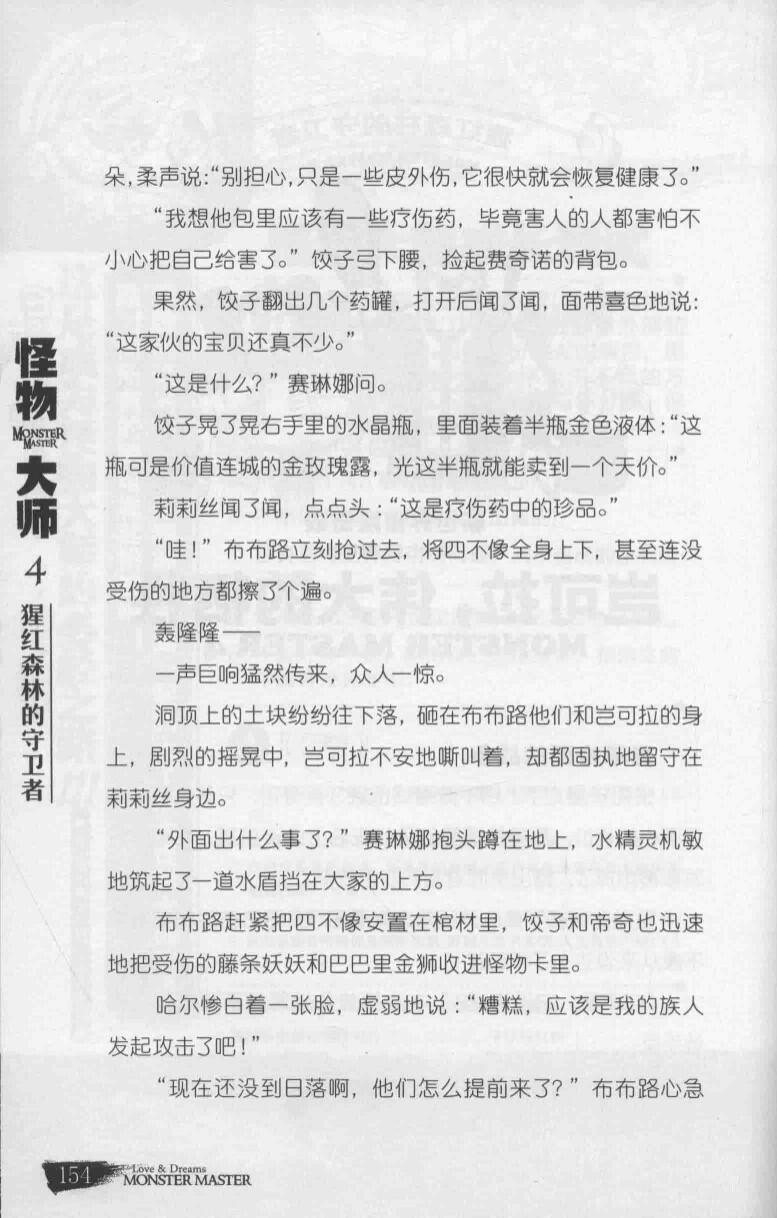 朵,柔声说:“别担心,只是一些皮外伤,它很快就会恢复健康了。”
“我想他包里应该有一些疗伤药，毕竟害人的人都害怕不
小心把自己给害了。” 饺子弓下腰，捡起费奇诺的背包。
果然，饺子翻出几个药罐，打开后闻了闻，面带喜色地说：
“这家伙的宝贝还真不少。”
“这是什么？” 赛琳娜问。
饺子晃了晃右手里的水晶瓶，里面装着半瓶金色液体：“这
瓶可是价值连城的金玫瑰露，光这半瓶就能卖到一个天价。”
莉莉丝闻了闻，点点头：“这是疗伤药中的珍品。”
“哇！” 布布路立刻抢过去，将四不像全身上下，甚至连没
受伤的地方都擦了个遍。
轰隆隆——
一声巨响猛然传来，众人一惊。
洞顶上的土块纷纷往下落，砸在布布路他们和岂可拉的身
上，剧烈的摇晃中，岂可拉不安地嘶叫着，却都固执地留守在
莉莉丝身边。
“外面出什么事了？” 赛琳娜抱头蹲在地上，水精灵机敏
地筑起了一道水盾挡在大家的上方。
布布路赶紧把四不像安置在棺材里，饺子和帝奇也迅速
地把受伤的藤条妖妖和巴巴里金狮收进怪物卡里。
哈尔惨白着一张脸，虚弱地说：“糟糕，应该是我的族人
发起攻击了吧！”
“现在还没到日落啊，他们怎么提前来了？” 布布路心急
怪物
MONSTER
MASTER
大师
4
猩红森林的守卫者
154
Love & Dreams
MONSTER MASTER